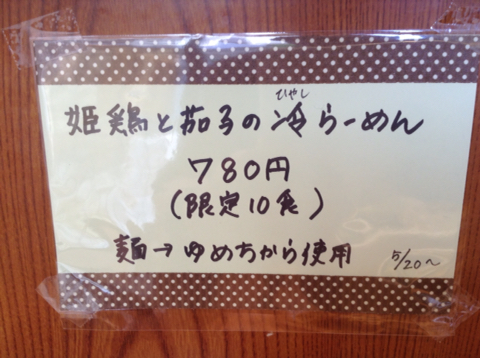 ひやし
姫鶏と茄子の冷らーめん
780円
(限定10食)
麺→ゆめちから使用
5/20〜